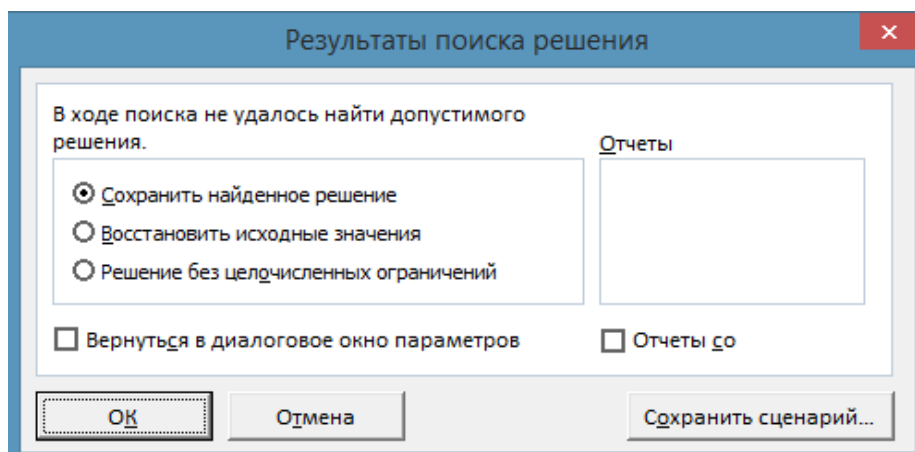 Результаты поиска решения
В ходе поиска не удалось найти допустимого
решения.
Отчеты
Сохранить найденное решение
Восстановить исходные значения
Решение без целочисленных ограничений
Вернуться в диалоговое окно параметров
Отчеты со
ОК
Отмена
Сохранить сценарий...